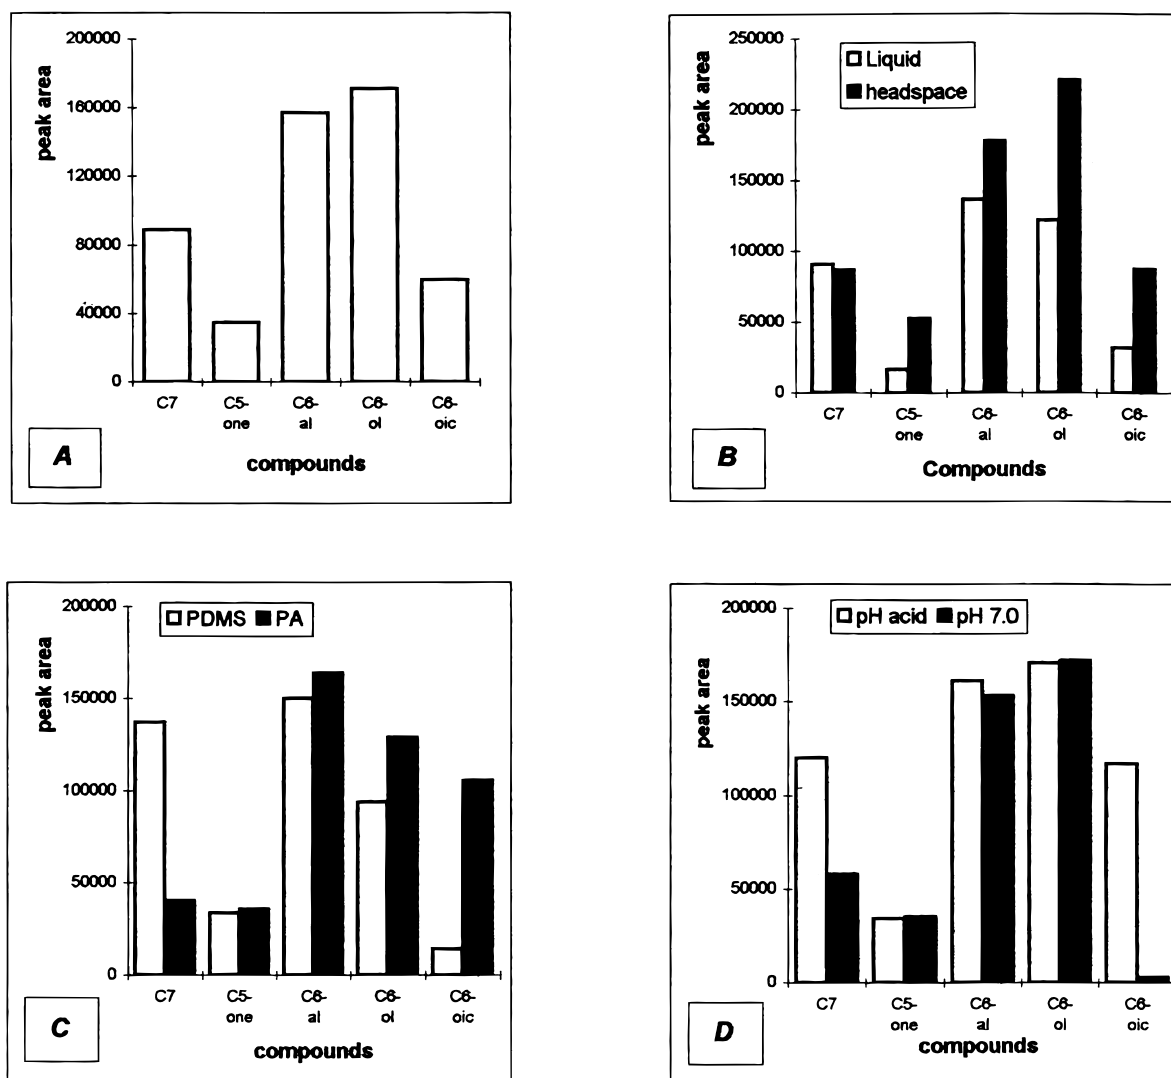 200000
160000
120000
80000
40000
0
peak area
C7 C5-one C6-al C6-ol C6-oic
compounds
A
250000
200000
150000
100000
50000
0
peak area
Liquid
headspace
C7 C5-one C6-al C6-ol C6-oic
Compounds
B
200000
150000
100000
50000
0
peak area
PDMS PA
C7 C5-one C6-al C6-ol C6-oic
compounds
C
200000
150000
100000
50000
0
peak area
pH acid pH 7.0
C7 C5-one C6-al C6-ol C6-oic
compounds
D